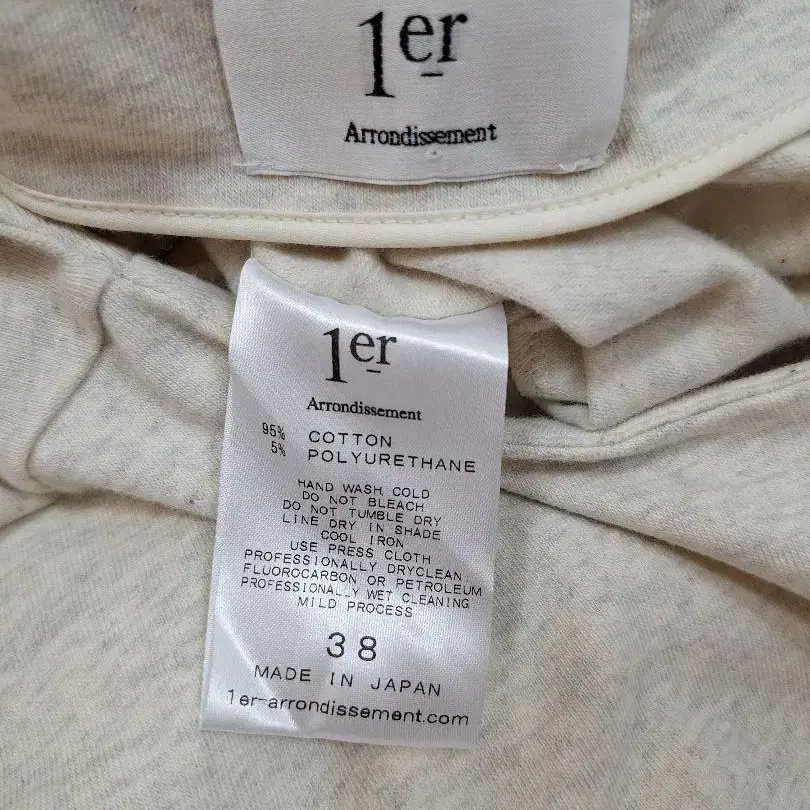 1er
Arrondissement
1er
Arrondissement
95% COTTON
5% POLYURETHANE
HAND WASH COLD
DO NOT BLEACH
DO NOT TUMBLE DRY
LINE DRY IN SHADE
COOL IRON
USE PRESS CLOTH
PROFESSIONALLY DRYCLEAN.
FLUOROCARBON OR PETROLEUM
PROFESSIONALLY WET CLEANING
MILD PROCESS
38
MADE IN JAPAN
1er-arrondissement.com